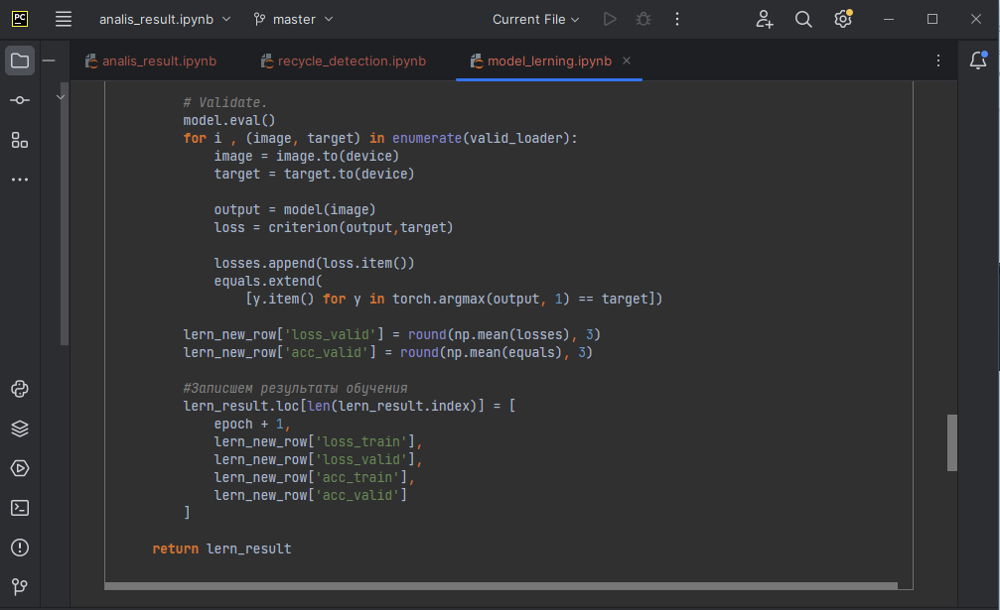 PC analis_result.ipynb master Current File
analis_result.ipynb recycle_detection.ipynb model_lerning.ipynb
# Validate.
model.eval()
for i , (image, target) in enumerate(valid_loader):
image = image.to(device)
target = target.to(device)
output = model(image)
loss = criterion(output,target)
losses.append(loss.item())
equals.extend(
[y.item() for y in torch.argmax(output, 1) == target])
lern_new_row['loss_valid'] = round(np.mean(losses), 3)
lern_new_row['acc_valid'] = round(np.mean(equals), 3)
#Записшем результаты обучения
lern_result.loc[len(lern_result.index)] = [
epoch + 1,
lern_new_row['loss_train'],
lern_new_row['loss_valid'],
lern_new_row['acc_train'],
lern_new_row['acc_valid']
]
return lern_result